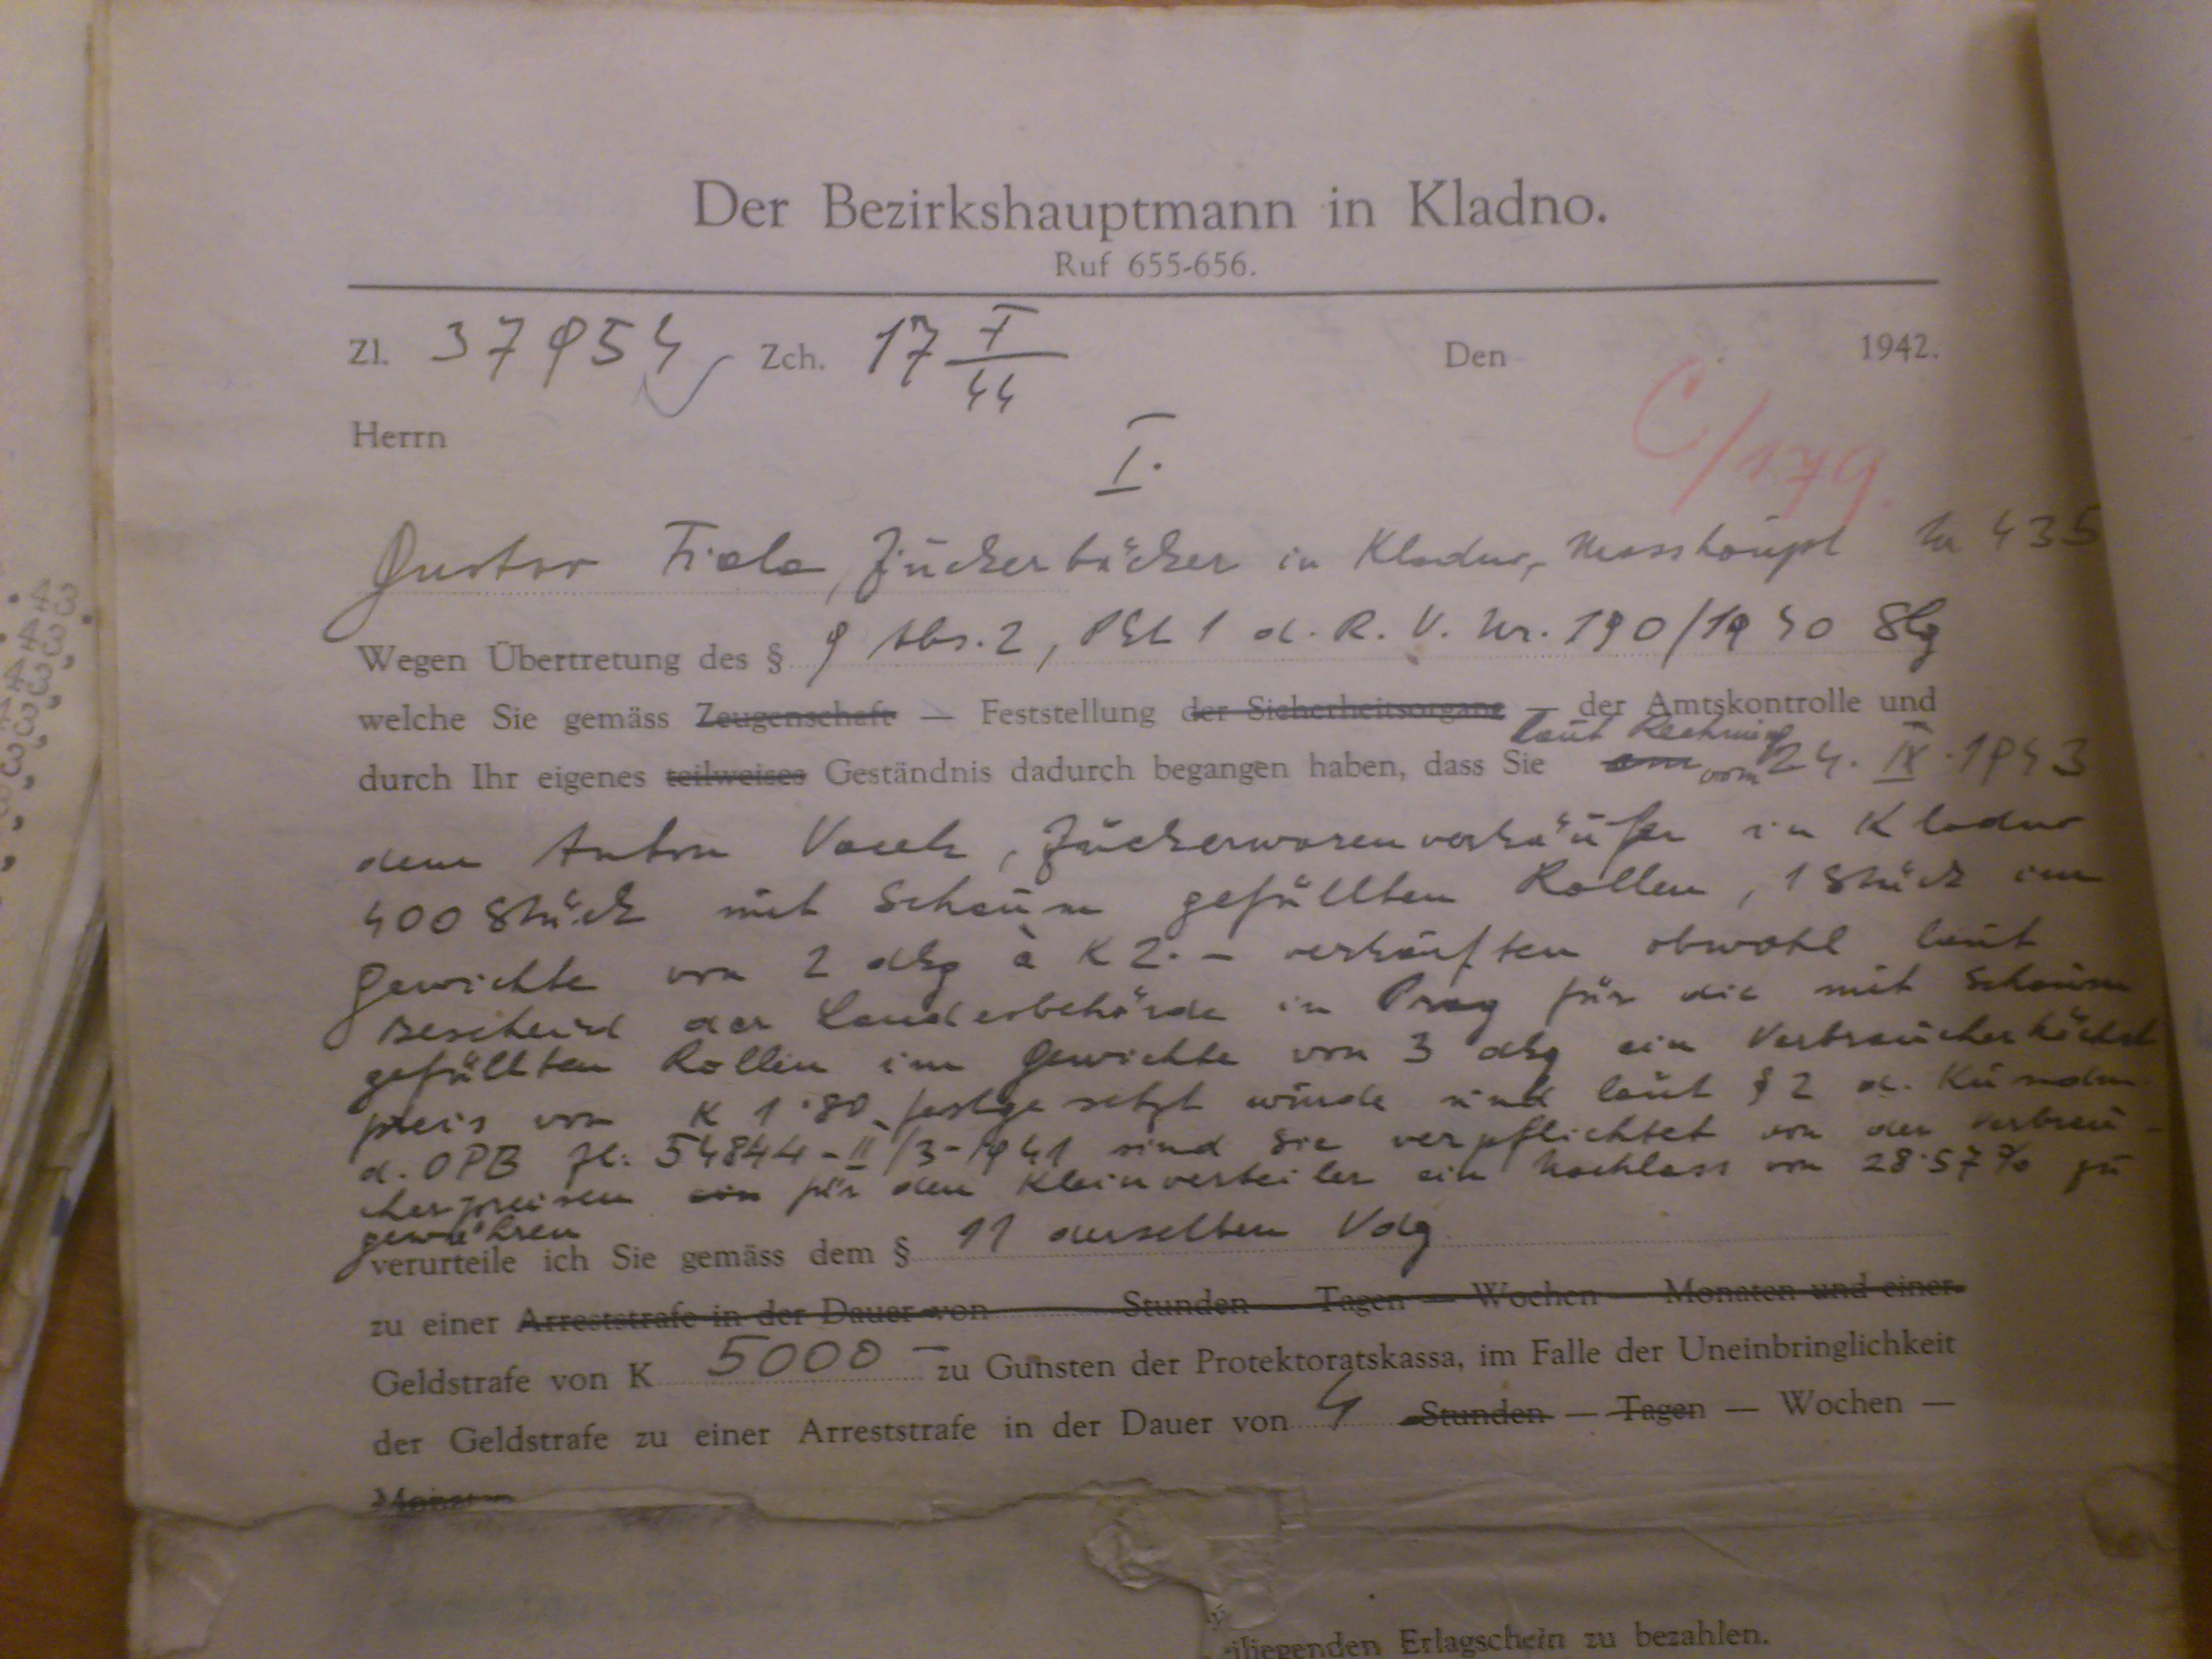 Der Bezirkshauptmann in Kladno.
Ruf 655-656.
Zl. 37954 Zch. 17 I/44 Den 1942.
Herrn
C/179.
I.
Gustav Fiala, Zuckerbäcker in Kladno, 435
Wegen Übertretung des § 9 Abs. 2, Pkt 1 d. R. V. Nr. 190/1940 Slg
welche Sie gemäss Zeugenschaft — Feststellung der Sicherheitsorgane — der Amtskontrolle und
laut Rechnung
durch Ihr eigenes teilweises Geständnis dadurch begangen haben, dass Sie am vom 24. IX. 1943
dem Anton Vacek, Zuckerwarenverkäufer in Kladno
400 Stück mit Schaum gefüllten Rollen, 1 Stück im
Gewichte von 2 dkg à K 2.- verkauften obwohl laut
Bescheid der Landesbehörde in Prag für die mit Schaum
gefüllten Rollen im Gewichte von 3 dkg ein Verbraucherhöchst
preis von K 1·80 festgesetzt wurde und laut § 2 d. Kundm.
d. OPB Zl: 54844-II/3-1941 sind Sie verpflichtet von den Verbrau-
cherpreisen für den Kleinverteiler ein Nachlass von 28·57% zu
gewähren
verurteile ich Sie gemäss dem § 11 derselben Vdg
zu einer Arreststrafe in der Dauer von Stunden — Tagen — Wochen — Monaten und einer
Geldstrafe von K 5000 — zu Gunsten der Protektoratskassa, im Falle der Uneinbringlichkeit
der Geldstrafe zu einer Arreststrafe in der Dauer von 4 Stunden — Tagen — Wochen —
iliegenden Erlagschein zu bezahlen.